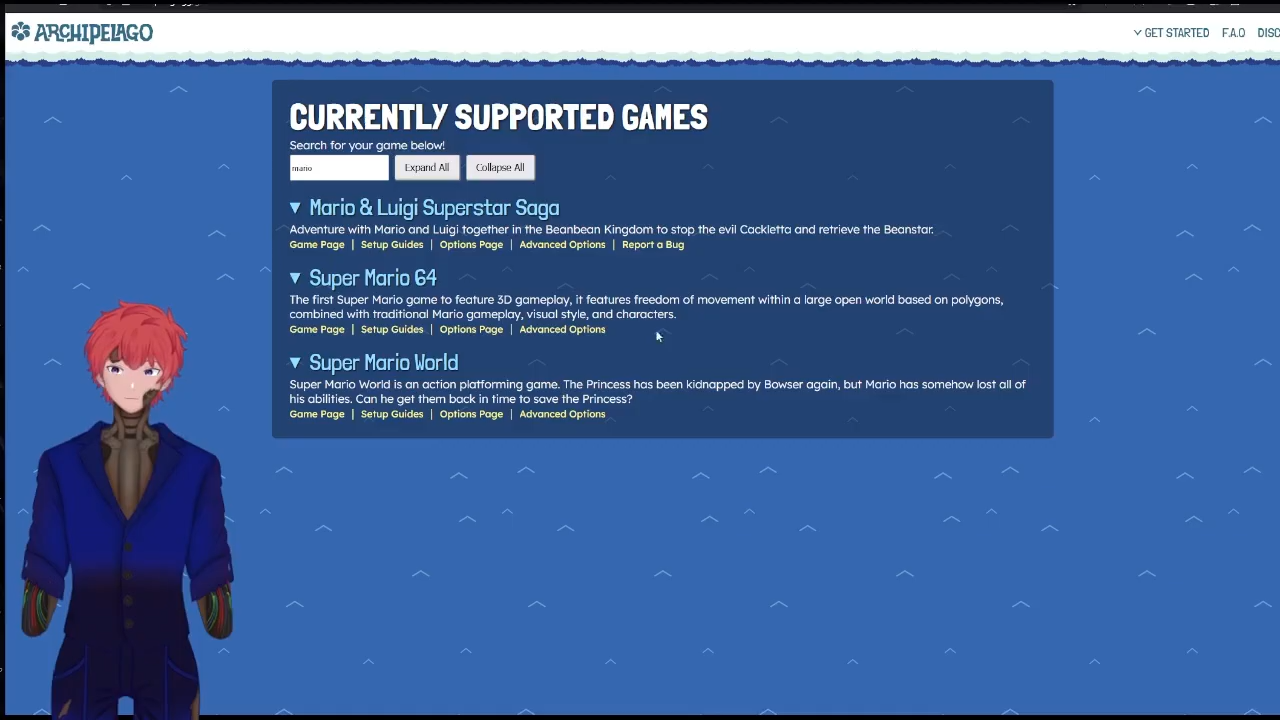 ARCHIPELAGO
GET STARTED F.A.Q DISC
CURRENTLY SUPPORTED GAMES
Search for your game below!
mario Expand All Collapse All
▼ Mario & Luigi Superstar Saga
Adventure with Mario and Luigi together in the Beanbean Kingdom to stop the evil Cackletta and retrieve the Beanstar.
Game Page | Setup Guides | Options Page | Advanced Options | Report a Bug
▼ Super Mario 64
The first Super Mario game to feature 3D gameplay, it features freedom of movement within a large open world based on polygons,
combined with traditional Mario gameplay, visual style, and characters.
Game Page | Setup Guides | Options Page | Advanced Options
▼ Super Mario World
Super Mario World is an action platforming game. The Princess has been kidnapped by Bowser again, but Mario has somehow lost all of
his abilities. Can he get them back in time to save the Princess?
Game Page | Setup Guides | Options Page | Advanced Options